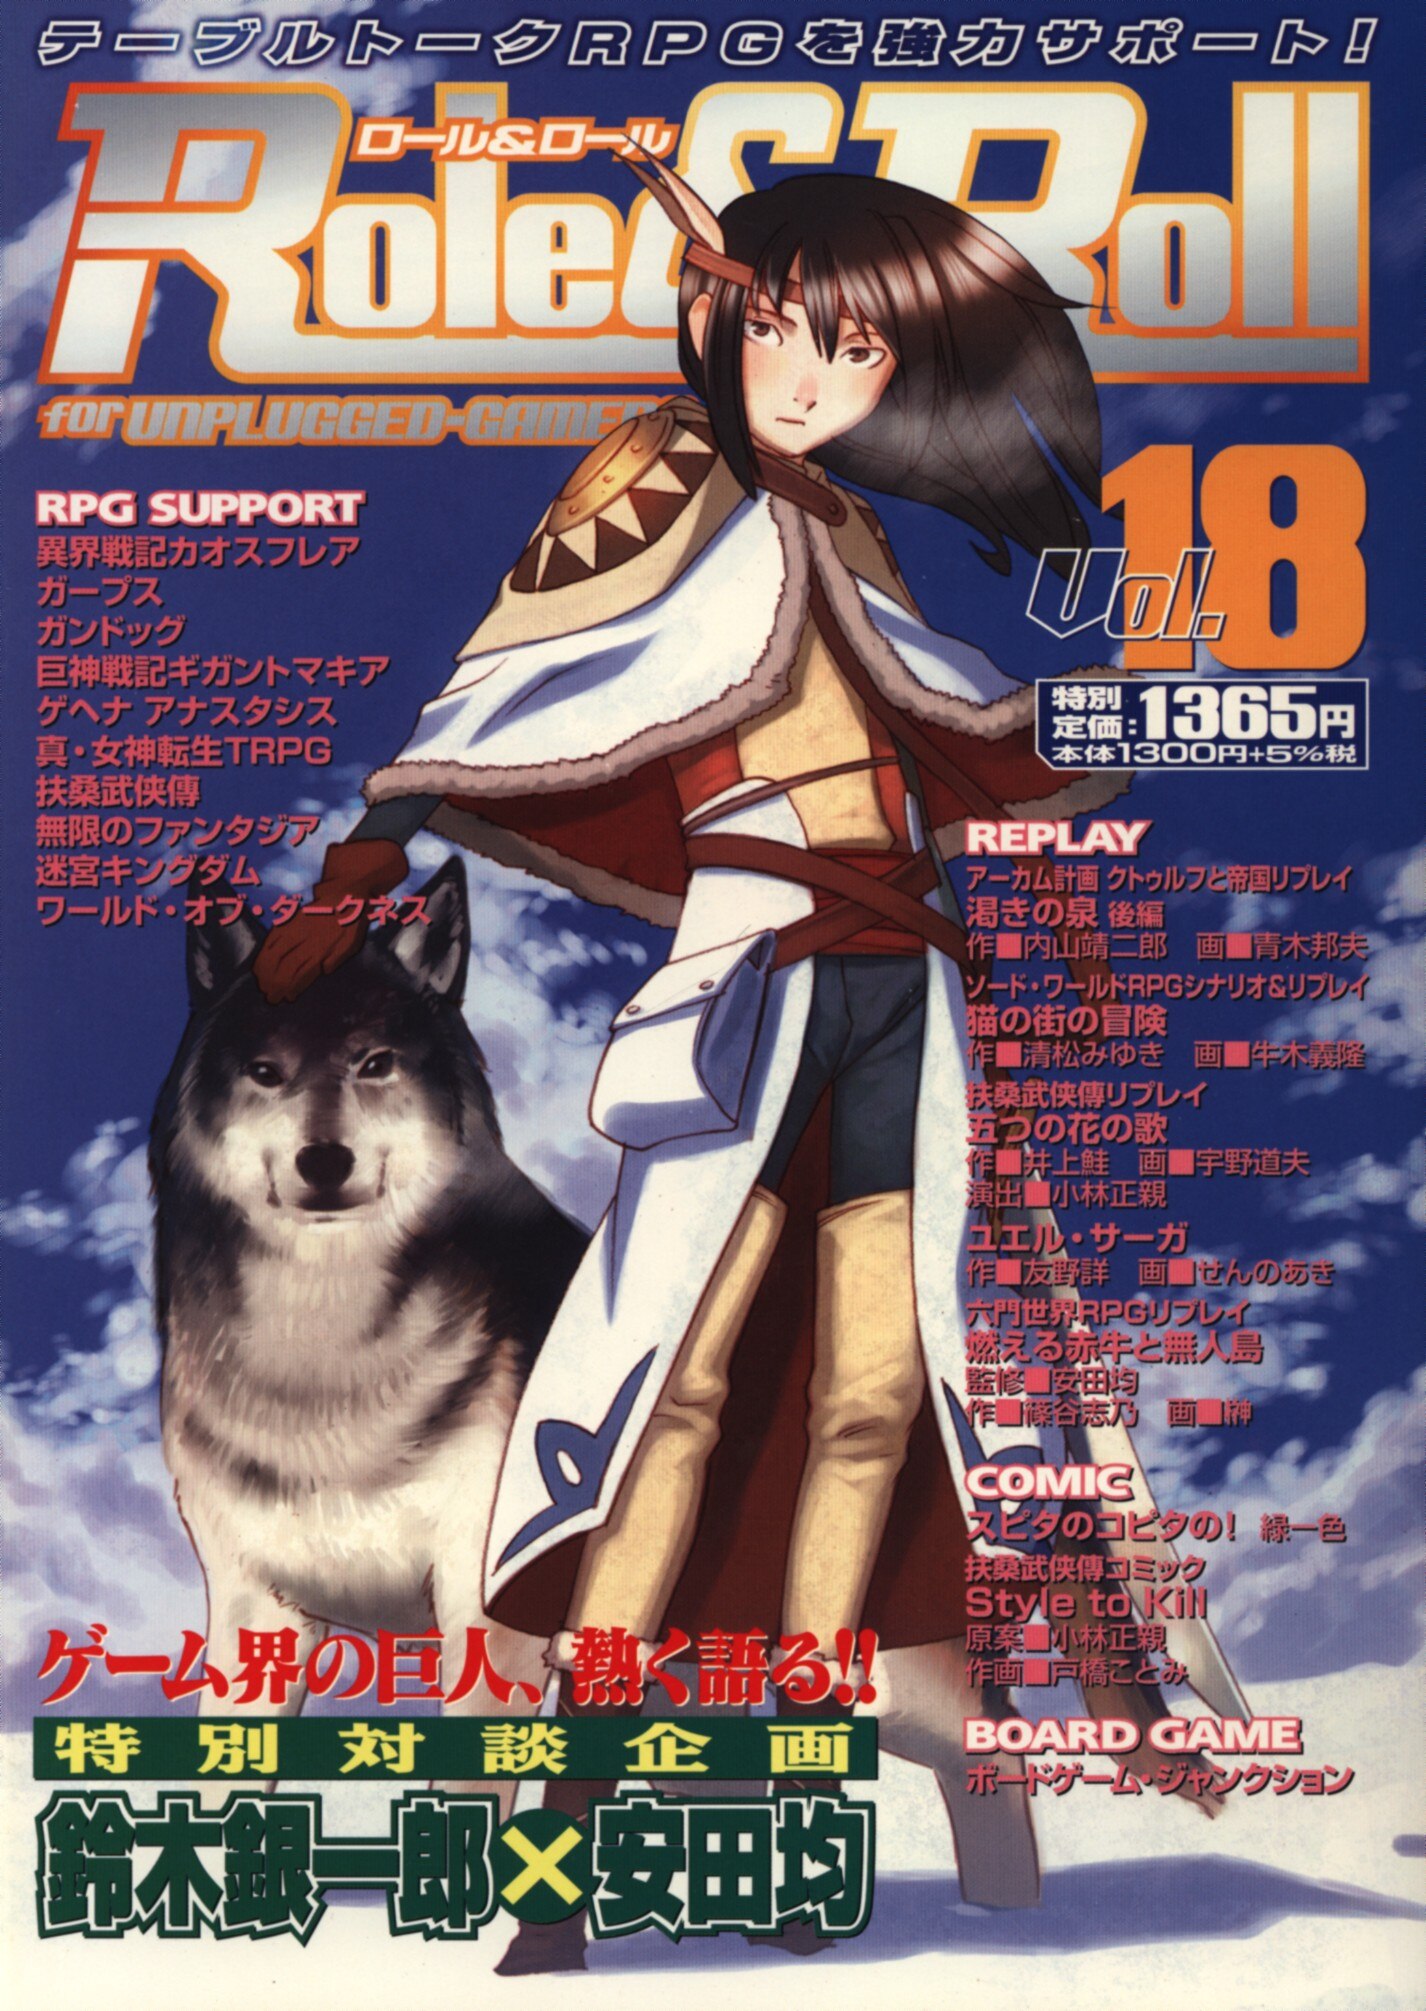 テーブルトークRPGを強力サポート!
ロール&ロール
Role&Roll
for UNPLUGGED-GAMER
Vol.18
特別
定価:1365円
本体1300円+5%税
RPG SUPPORT
異界戦記カオスフレア
ガープス
ガンドッグ
巨神戦記ギガントマキア
ゲヘナ アナスタシス
真・女神転生TRPG
扶桑武侠傳
無限のファンタジア
迷宮キングダム
ワールド・オブ・ダークネス
REPLAY
アーカム計画 クトゥルフと帝国リプレイ
渇きの泉 後編
作■内山靖二郎 画■青木邦夫
ソード・ワールドRPGシナリオ&リプレイ
猫の街の冒険
作■清松みゆき 画■牛木義隆
扶桑武侠傳リプレイ
五つの花の歌
作■井上鮭 画■宇野道夫
演出■小林正親
ユエル・サーガ
作■友野詳 画■せんのあき
六門世界RPGリプレイ
燃える赤牛と無人島
監修■安田均
作■篠谷志乃 画■榊
COMIC
スピタのコピタの! 緑一色
扶桑武侠傳コミック
Style to Kill
原案■小林正親
作画■戸橋ことみ
BOARD GAME
ボードゲーム・ジャンクション
ゲーム界の巨人、熱く語る!!
特別対談企画
鈴木銀一郎×安田均